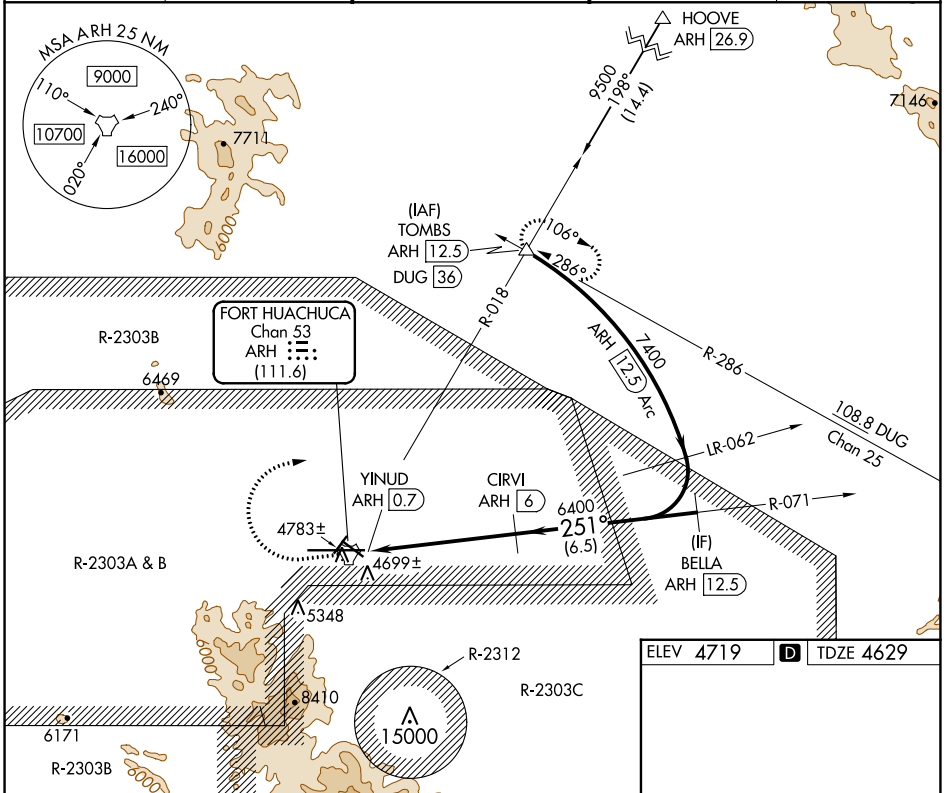 MSA ARH 25 NM
9000
110°
240°
10700
16000
020°
7711
6000
HOOVE
ARH 26.9
9500
198°
(14.4)
7146
(IAF)
TOMBS
ARH 12.5
DUG 36
106°
286°
R-018
FORT HUACHUCA
Chan 53
ARH
(111.6)
R-2303B
6469
7400
ARH 12.5 Arc
R-286
108.8 DUG
Chan 25
LR-062
R-071
YINUD
ARH 0.7
CIRVI
ARH 6
6400
251°
(6.5)
(IF)
BELLA
ARH 12.5
4783±
4699±
R-2303A & B
5348
6000
R-2312
R-2303C
8410
15000
6171
R-2303B
6000
ELEV 4719
D
TDZE 4629